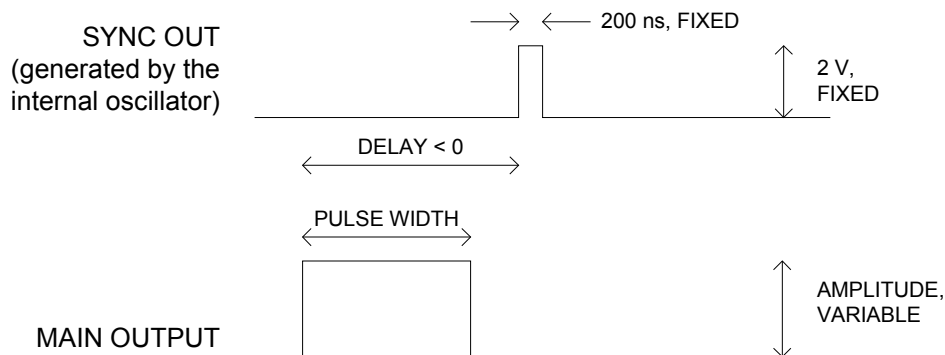 200 ns, FIXED
SYNC OUT
(generated by the
internal oscillator)
2 V,
FIXED
DELAY < 0
PULSE WIDTH
AMPLITUDE,
VARIABLE
MAIN OUTPUT